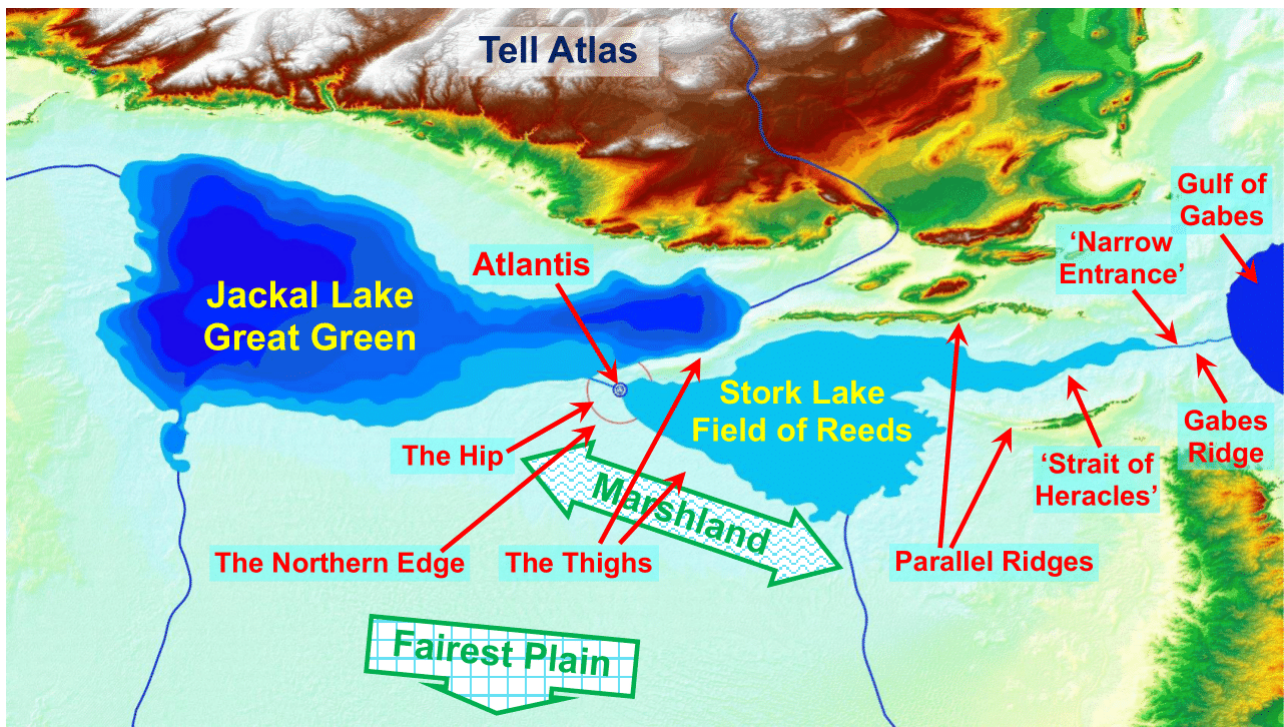 Tell Atlas
Gulf of
Gabes
‘Narrow
Entrance’
Atlantis
Jackal Lake
Great Green
Stork Lake
Field of Reeds
The Hip
Gabes
Ridge
‘Strait of
Heracles’
Marshland
The Northern Edge
The Thighs
Parallel Ridges
Fairest Plain